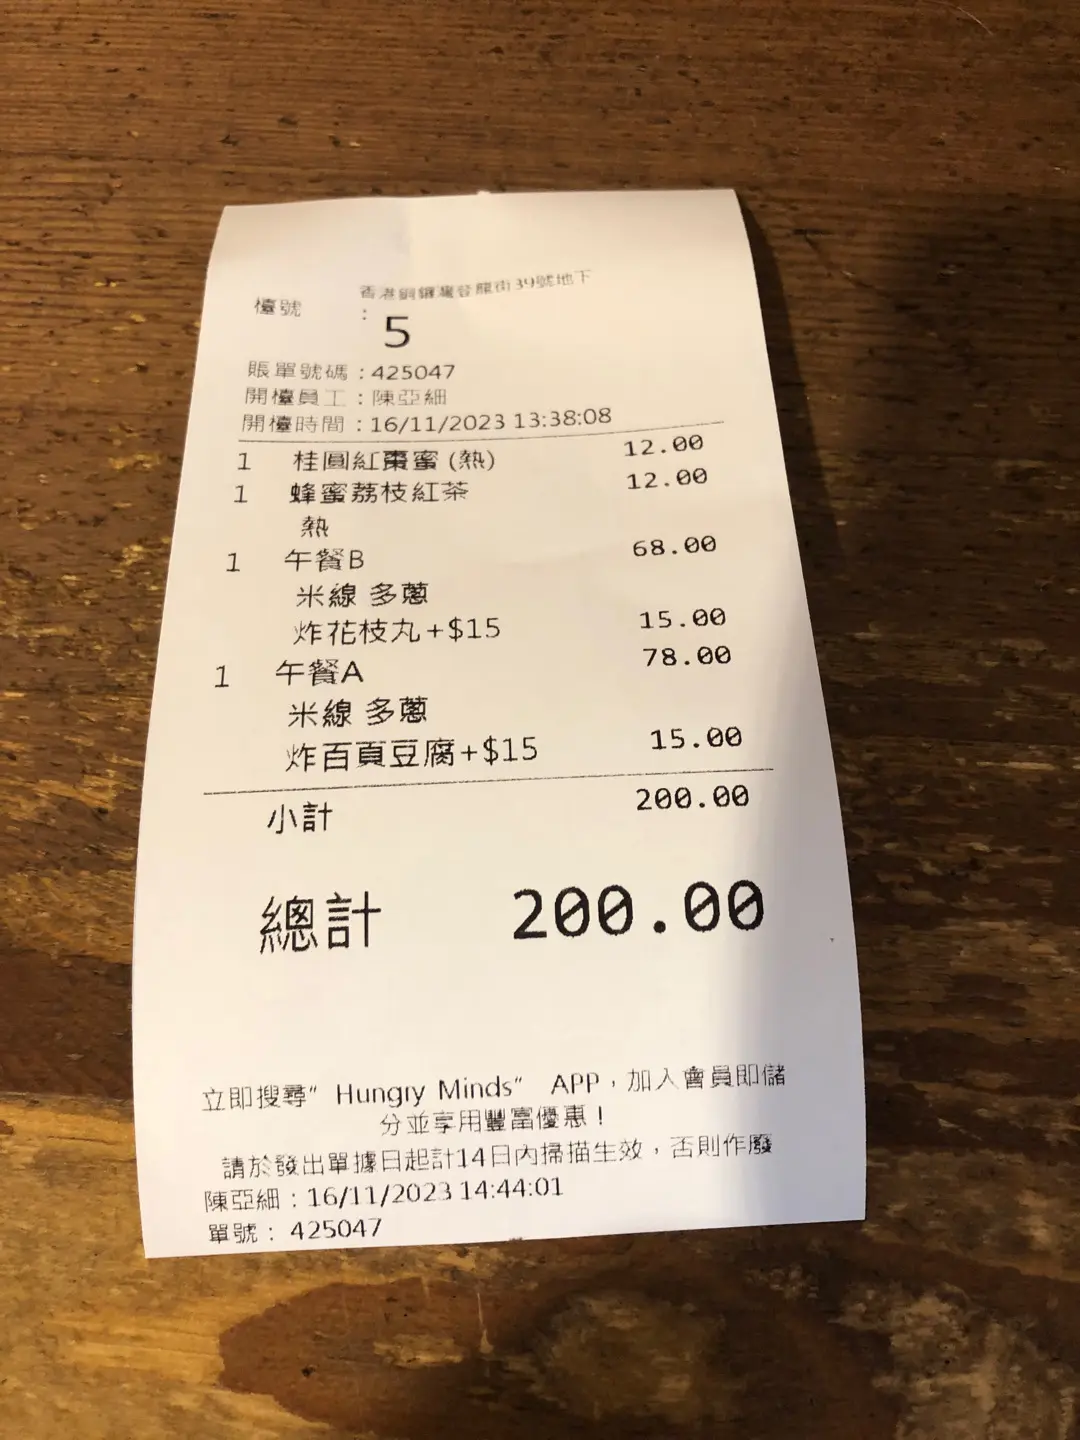 香港銅鑼灣登龍街39號地下
檯號 : 5
賬單號碼 : 425047
開檯員工 : 陳亞細
開檯時間 : 16/11/2023 13:38:08
1 桂圓紅棗蜜 (熱) 12.00
1 蜂蜜荔枝紅茶 12.00
熱
1 午餐B 68.00
米線 多蔥
炸花枝丸+$15 15.00
1 午餐A 78.00
米線 多蔥
炸百頁豆腐+$15 15.00
小計 200.00
總計 200.00
立即搜尋" Hungry Minds" APP，加入會員即儲
分並享用豐富優惠！
請於發出單據日起計14日內掃描生效，否則作廢
陳亞細 : 16/11/2023 14:44:01
單號 : 425047